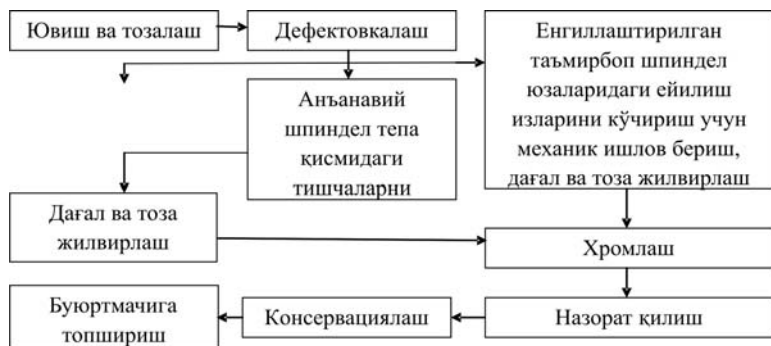 Ювиш ва тозалаш
Дефектовкалаш
Енгиллаштирилган
таъмирбоп шпиндел
юзаларидаги ейилиш
изларини кўчириш учун
механик ишлов бериш,
дағал ва тоза жилвирлаш
Анъанавий
шпиндел тепа
қисмидаги
тишчаларни
Дағал ва тоза
жилвирлаш
Хромлаш
Буюртмачига
топшириш
Консервациялаш
Назорат қилиш